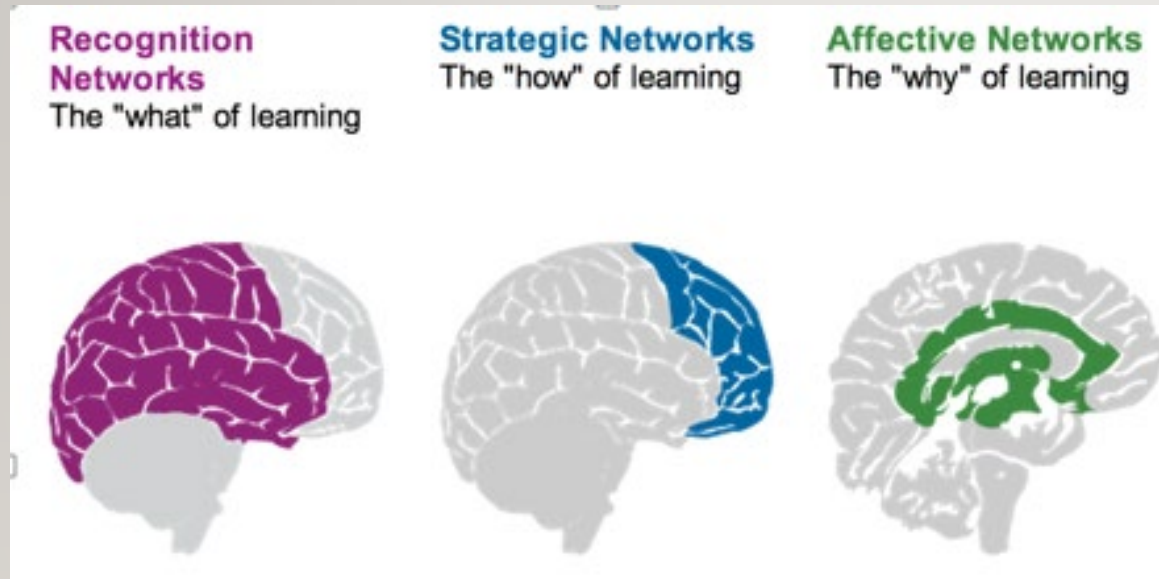 Recognition
Networks
The "what" of learning
Strategic Networks
The "how" of learning
Affective Networks
The "why" of learning